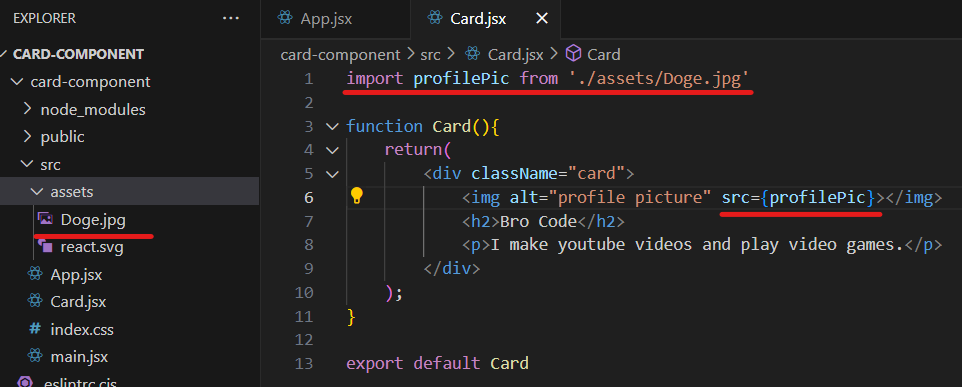 EXPLORER
CARD-COMPONENT
card-component
node_modules
public
src
assets
Doge.jpg
react.svg
App.jsx
Card.jsx
index.css
main.jsx
.eslintrc.cjs
App.jsx Card.jsx
card-component > src > Card.jsx > Card
1 import profilePic from './assets/Doge.jpg'
2
3 function Card(){
4 return(
5 <div className="card">
6 <img alt="profile picture" src={profilePic}></img>
7 <h2>Bro Code</h2>
8 <p>I make youtube videos and play video games.</p>
9 </div>
10 );
11 }
12
13 export default Card